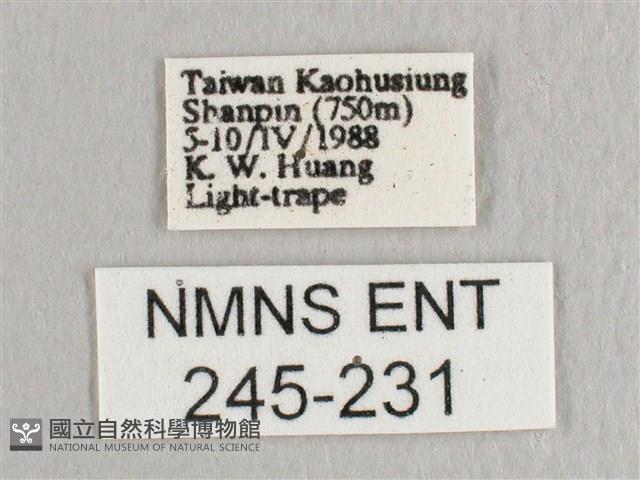 Taiwan Kaohusiung
Shanpin (750m)
5-10/IV/1988
K. W. Huang
Light-trape
NMNS ENT
245-231
國立自然科學博物館
NATIONAL MUSEUM OF NATURAL SCIENCE